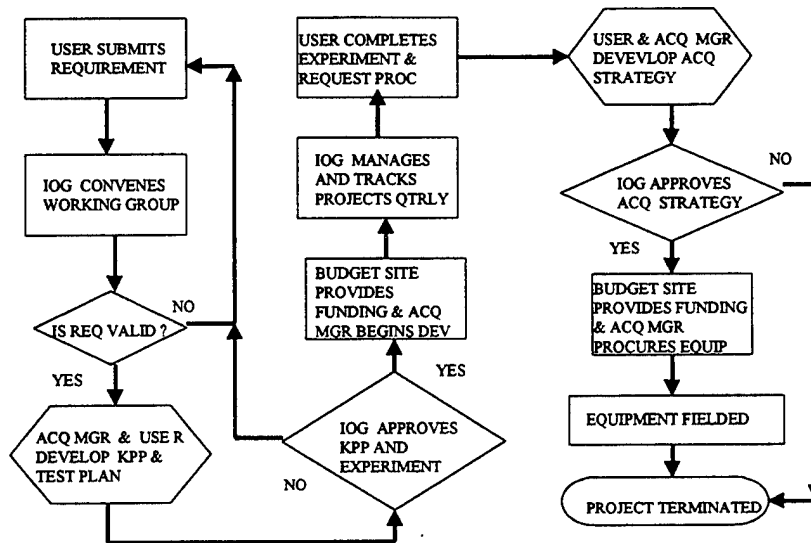 USER SUBMITS
REQUIREMENT
IOG CONVENES
WORKING GROUP
IS REQ VALID ?
NO
YES
ACQ MGR & USE R
DEVELOP KPP &
TEST PLAN
IOG APPROVES
KPP AND
EXPERIMENT
NO
YES
BUDGET SITE
PROVIDES
FUNDING & ACQ
MGR BEGINS DEV
IOG MANAGES
AND TRACKS
PROJECTS QTRLY
USER COMPLETES
EXPERIMENT &
REQUEST PROC
USER & ACQ MGR
DEVEVLOP ACQ
STRATEGY
IOG APPROVES
ACQ STRATEGY
NO
YES
BUDGET SITE
PROVIDES FUNDING
& ACQ MGR
PROCURES EQUIP
EQUIPMENT FIELDED
PROJECT TERMINATED